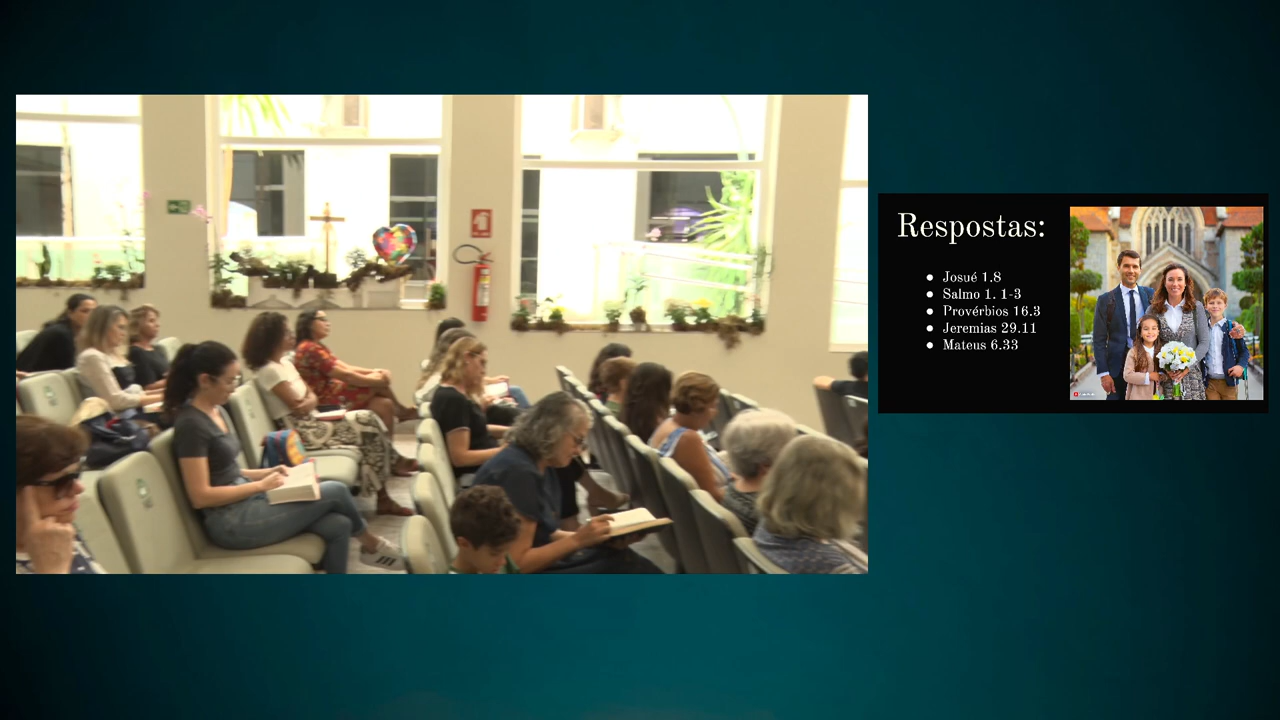 Respostas:
● Josué 1.8
● Salmo 1. 1-3
● Provérbios 16.3
● Jeremias 29.11
● Mateus 6.33